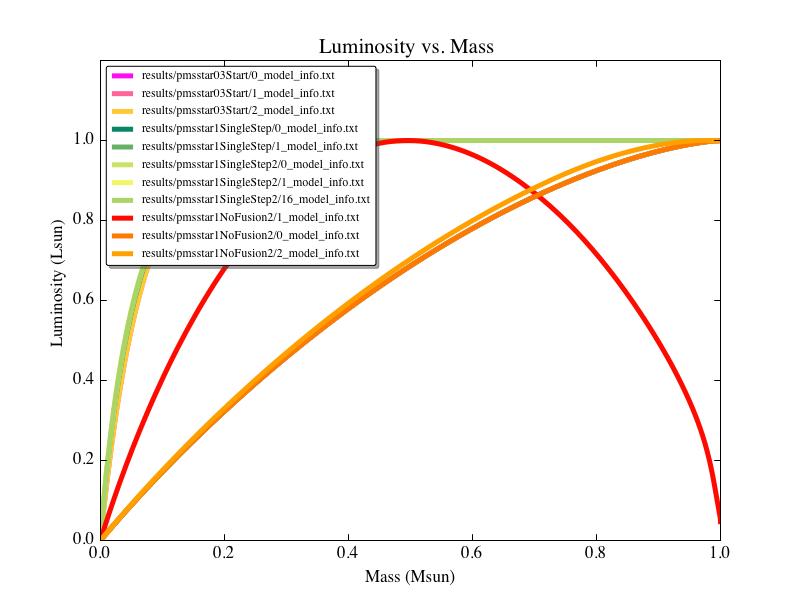 Luminosity vs. Mass
results/pmsstar03Start/0_model_info.txt
results/pmsstar03Start/1_model_info.txt
results/pmsstar03Start/2_model_info.txt
results/pmsstar1SingleStep/0_model_info.txt
results/pmsstar1SingleStep/1_model_info.txt
results/pmsstar1SingleStep2/0_model_info.txt
results/pmsstar1SingleStep2/1_model_info.txt
results/pmsstar1SingleStep2/16_model_info.txt
results/pmsstar1NoFusion2/1_model_info.txt
results/pmsstar1NoFusion2/0_model_info.txt
results/pmsstar1NoFusion2/2_model_info.txt
Luminosity (Lsun)
1.0
0.8
0.6
0.4
0.2
0.0
0.0 0.2 0.4 0.6 0.8 1.0
Mass (Msun)